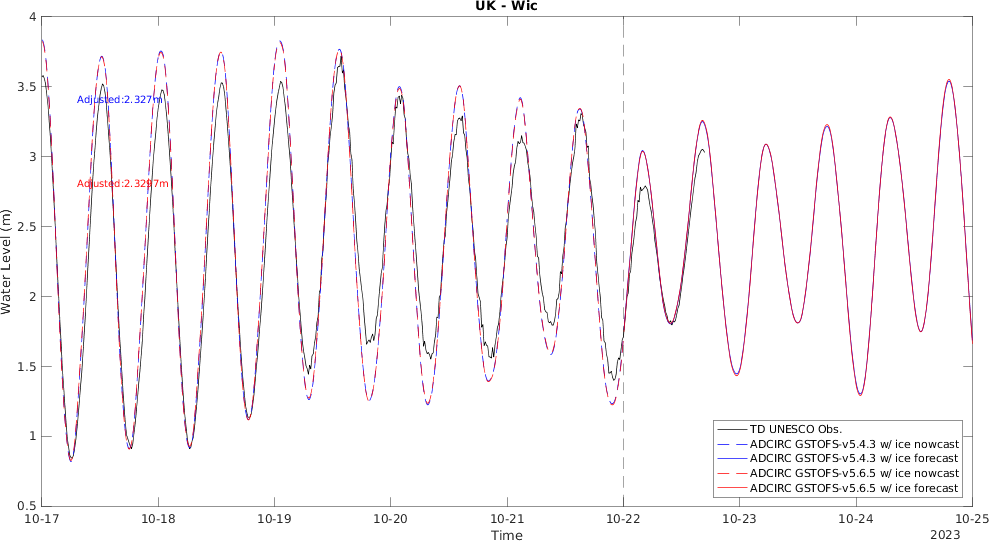 UK - Wic
4
3.5
3
2.5
2
1.5
1
0.5
Water Level (m)
Adjusted:2.327m
Adjusted:2.3297m
TD UNESCO Obs.
ADCIRC GSTOFS-v5.4.3 w/ ice nowcast
ADCIRC GSTOFS-v5.4.3 w/ ice forecast
ADCIRC GSTOFS-v5.6.5 w/ ice nowcast
ADCIRC GSTOFS-v5.6.5 w/ ice forecast
10-17 10-18 10-19 10-20 10-21 10-22 10-23 10-24 10-25
Time
2023